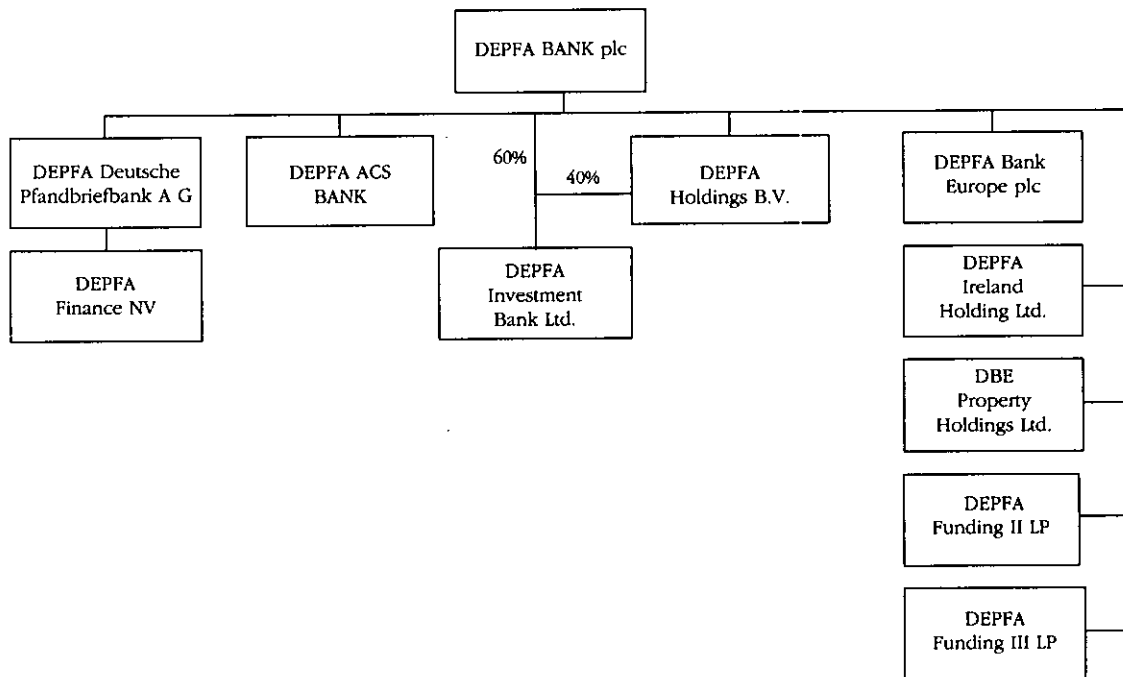 DEPFA BANK plc
DEPFA Deutsche
Pfandbriefbank A G
DEPFA ACS
BANK
60%
40%
DEPFA
Holdings B.V.
DEPFA Bank
Europe plc
DEPFA
Finance NV
DEPFA
Investment
Bank Ltd.
DEPFA
Ireland
Holding Ltd.
DBE
Property
Holdings Ltd.
DEPFA
Funding II LP
DEPFA
Funding III LP